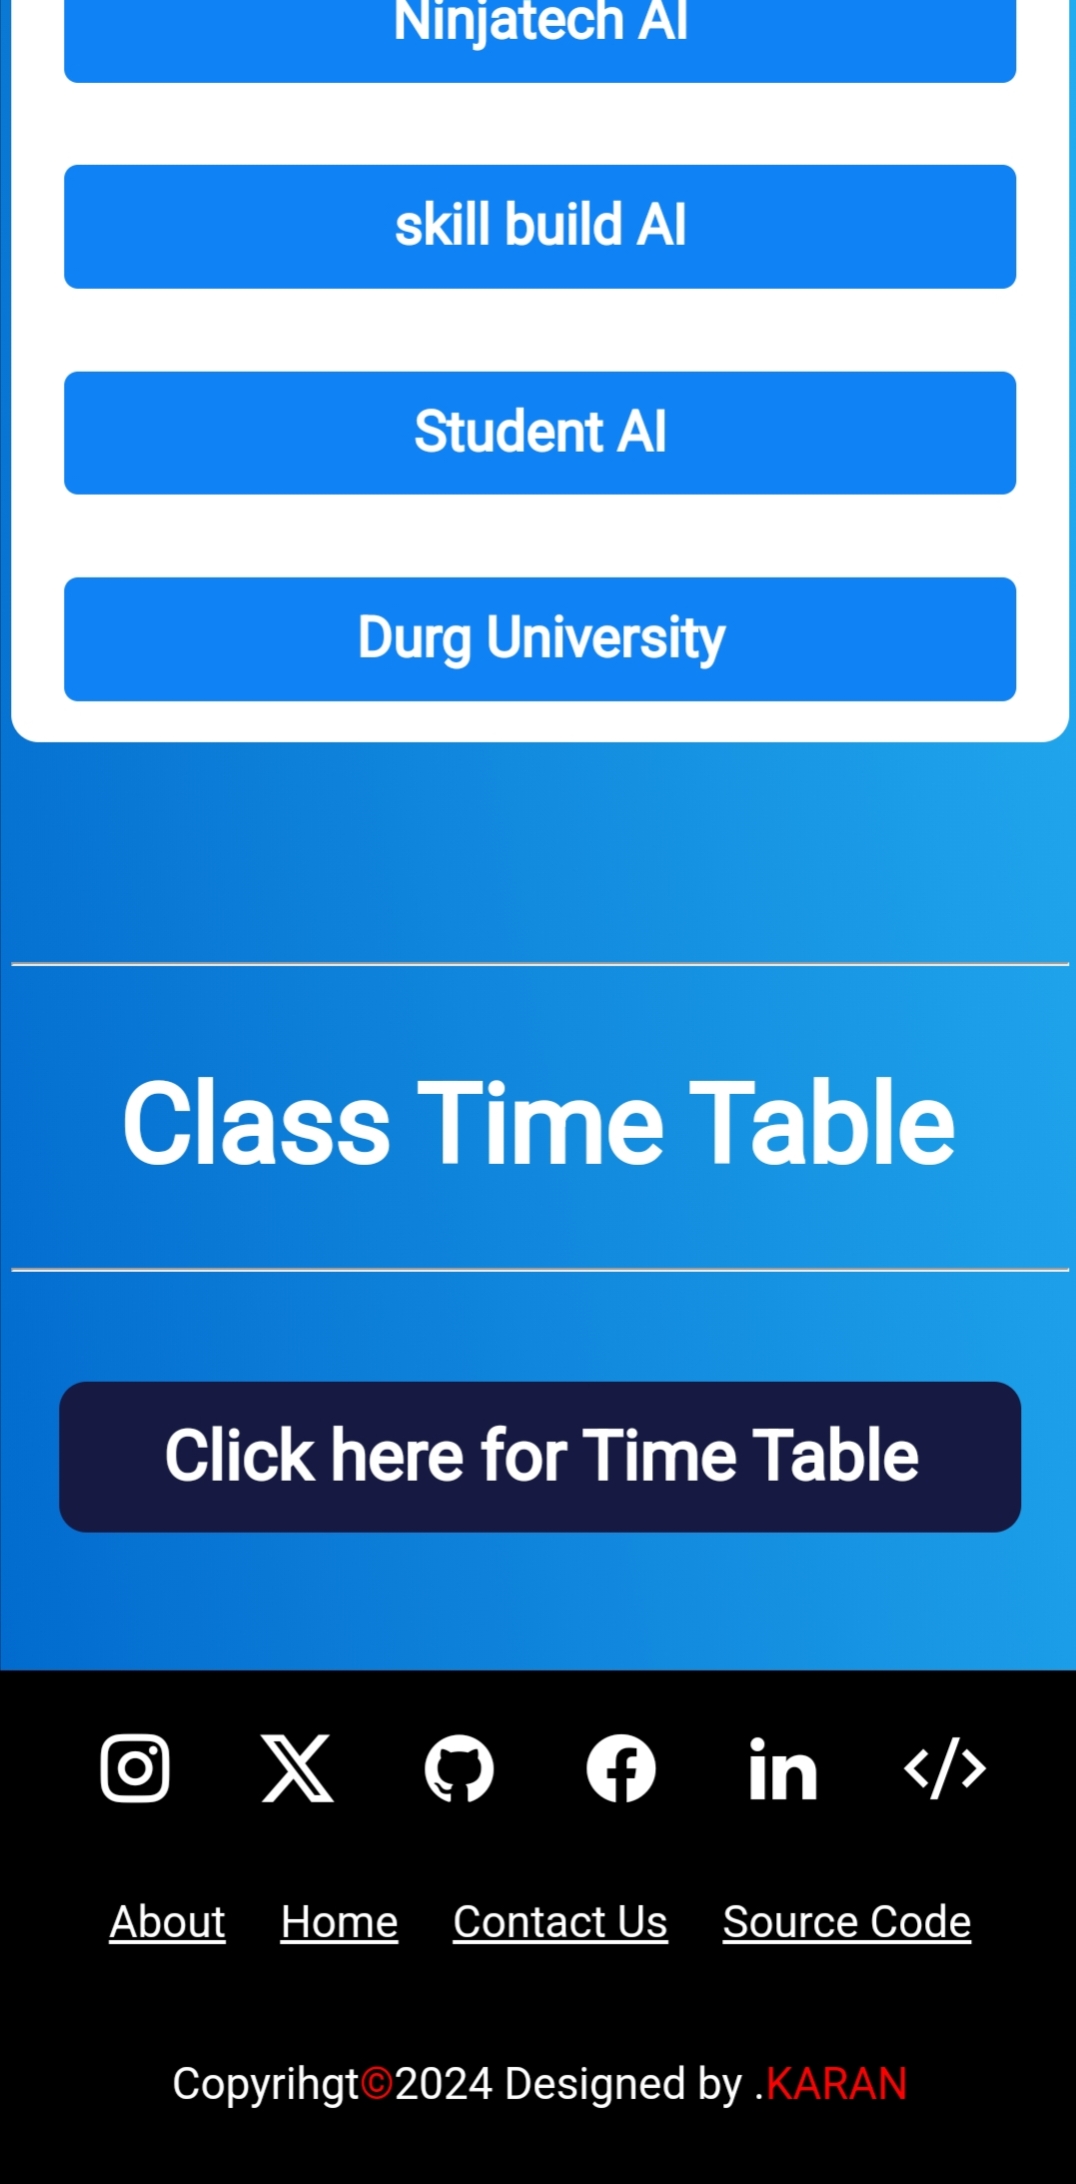 Ninjatech AI
skill build AI
Student AI
Durg University
Class Time Table
Click here for Time Table
About Home Contact Us Source Code
Copyrihgt©2024 Designed by .KARAN